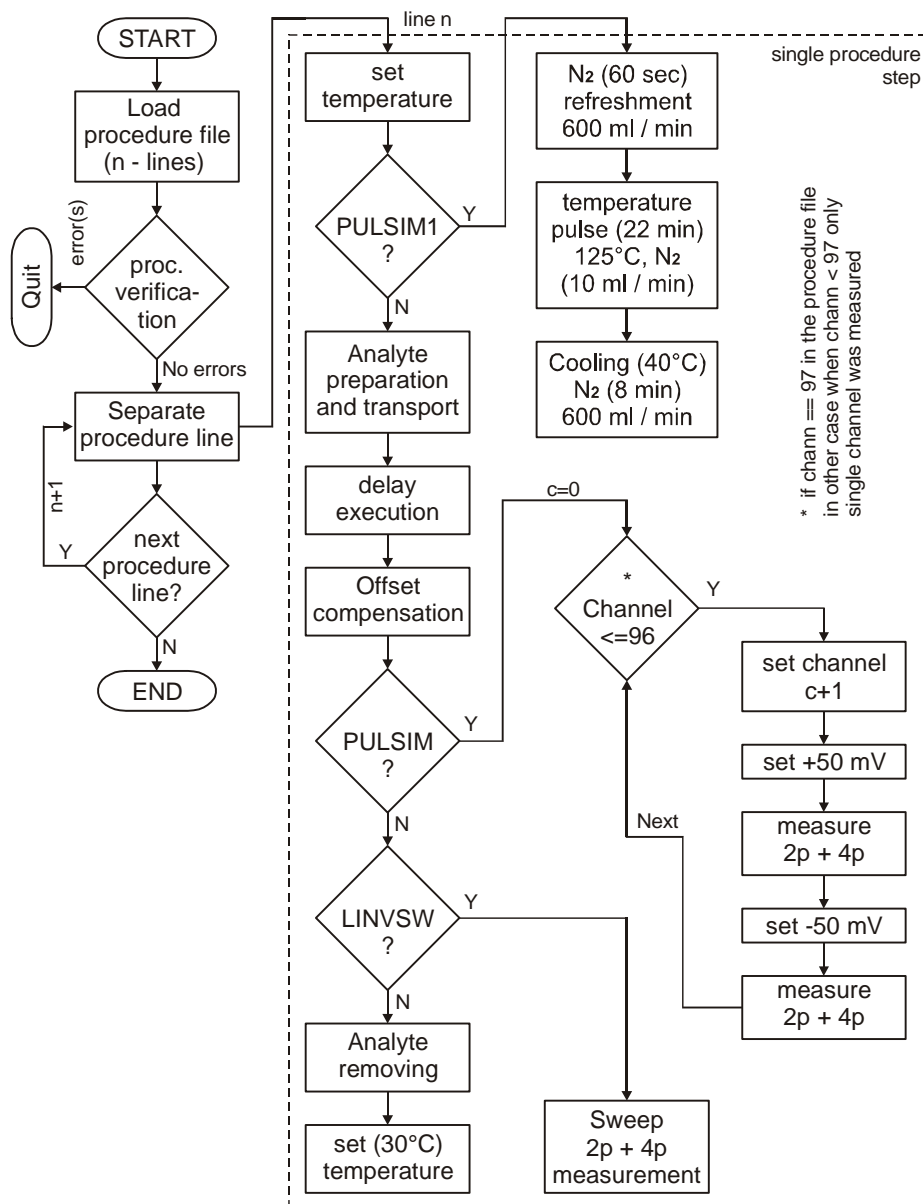 START
Load
procedure file
(n - lines)
error(s)
Quit
proc.
verifica-
tion
No errors
Separate
procedure line
n+1
Y
next
procedure
line?
N
END
line n
single procedure
step
set
temperature
PULSIM1
?
Y
N
N2 (60 sec)
refreshment
600 ml / min
temperature
pulse (22 min)
125°C, N2
(10 ml / min)
Cooling (40°C)
N2 (8 min)
600 ml / min
* if chann == 97 in the procedure file
in other case when chann < 97 only
single channel was measured
Analyte
preparation
and transport
delay
execution
Offset
compensation
PULSIM
?
Y
N
c=0
*
Channel
<=96
Y
set channel
c+1
set +50 mV
measure
2p + 4p
set -50 mV
measure
2p + 4p
Next
LINVSW
?
Y
N
Analyte
removing
set (30°C)
temperature
Sweep
2p + 4p
measurement